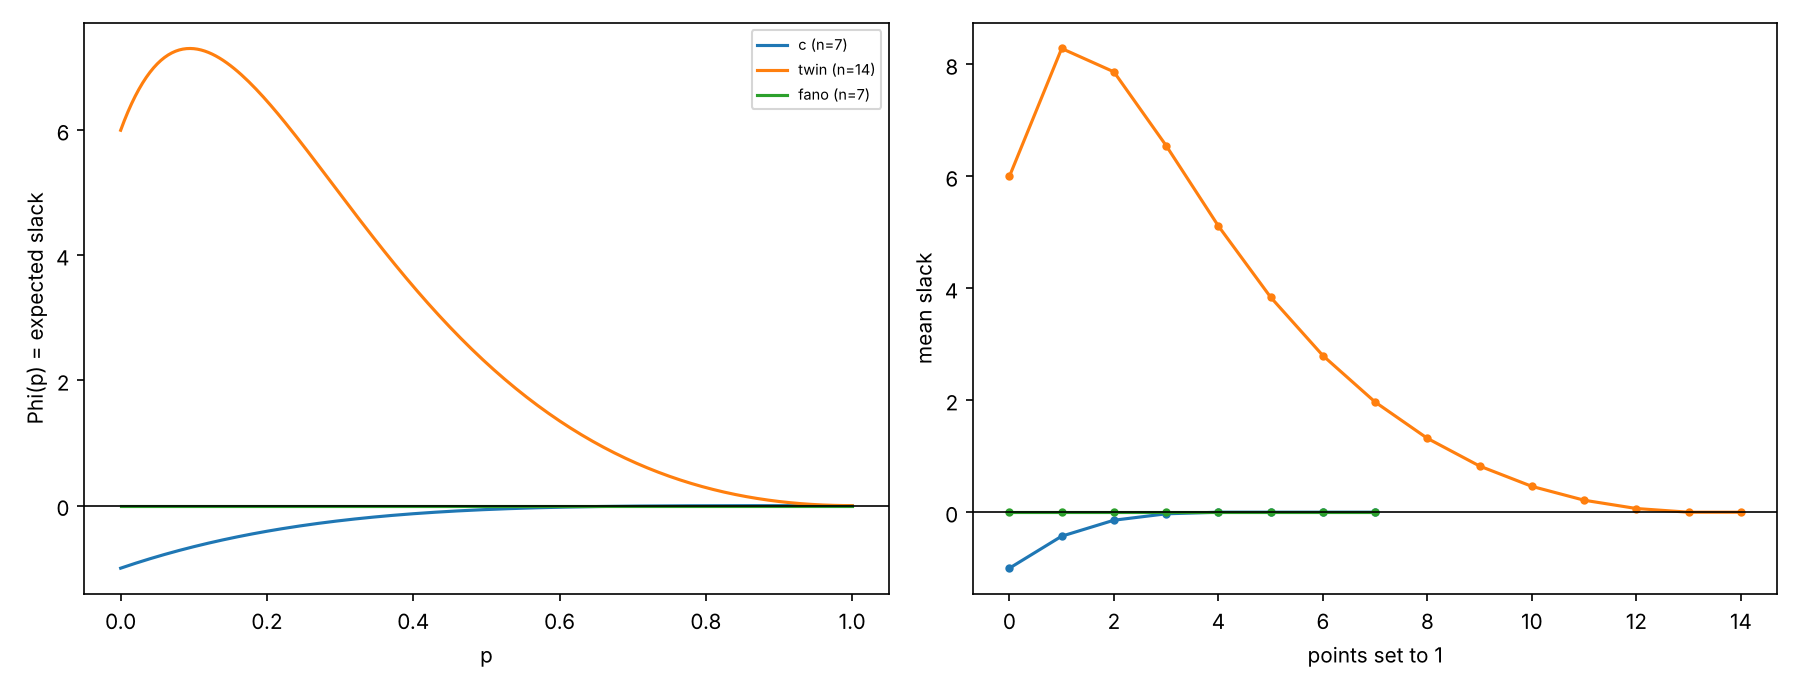 Phi(p) = expected slack
6
4
2
0
0.0 0.2 0.4 0.6 0.8 1.0
p
c (n=7)
twin (n=14)
fano (n=7)
mean slack
8
6
4
2
0
0 2 4 6 8 10 12 14
points set to 1